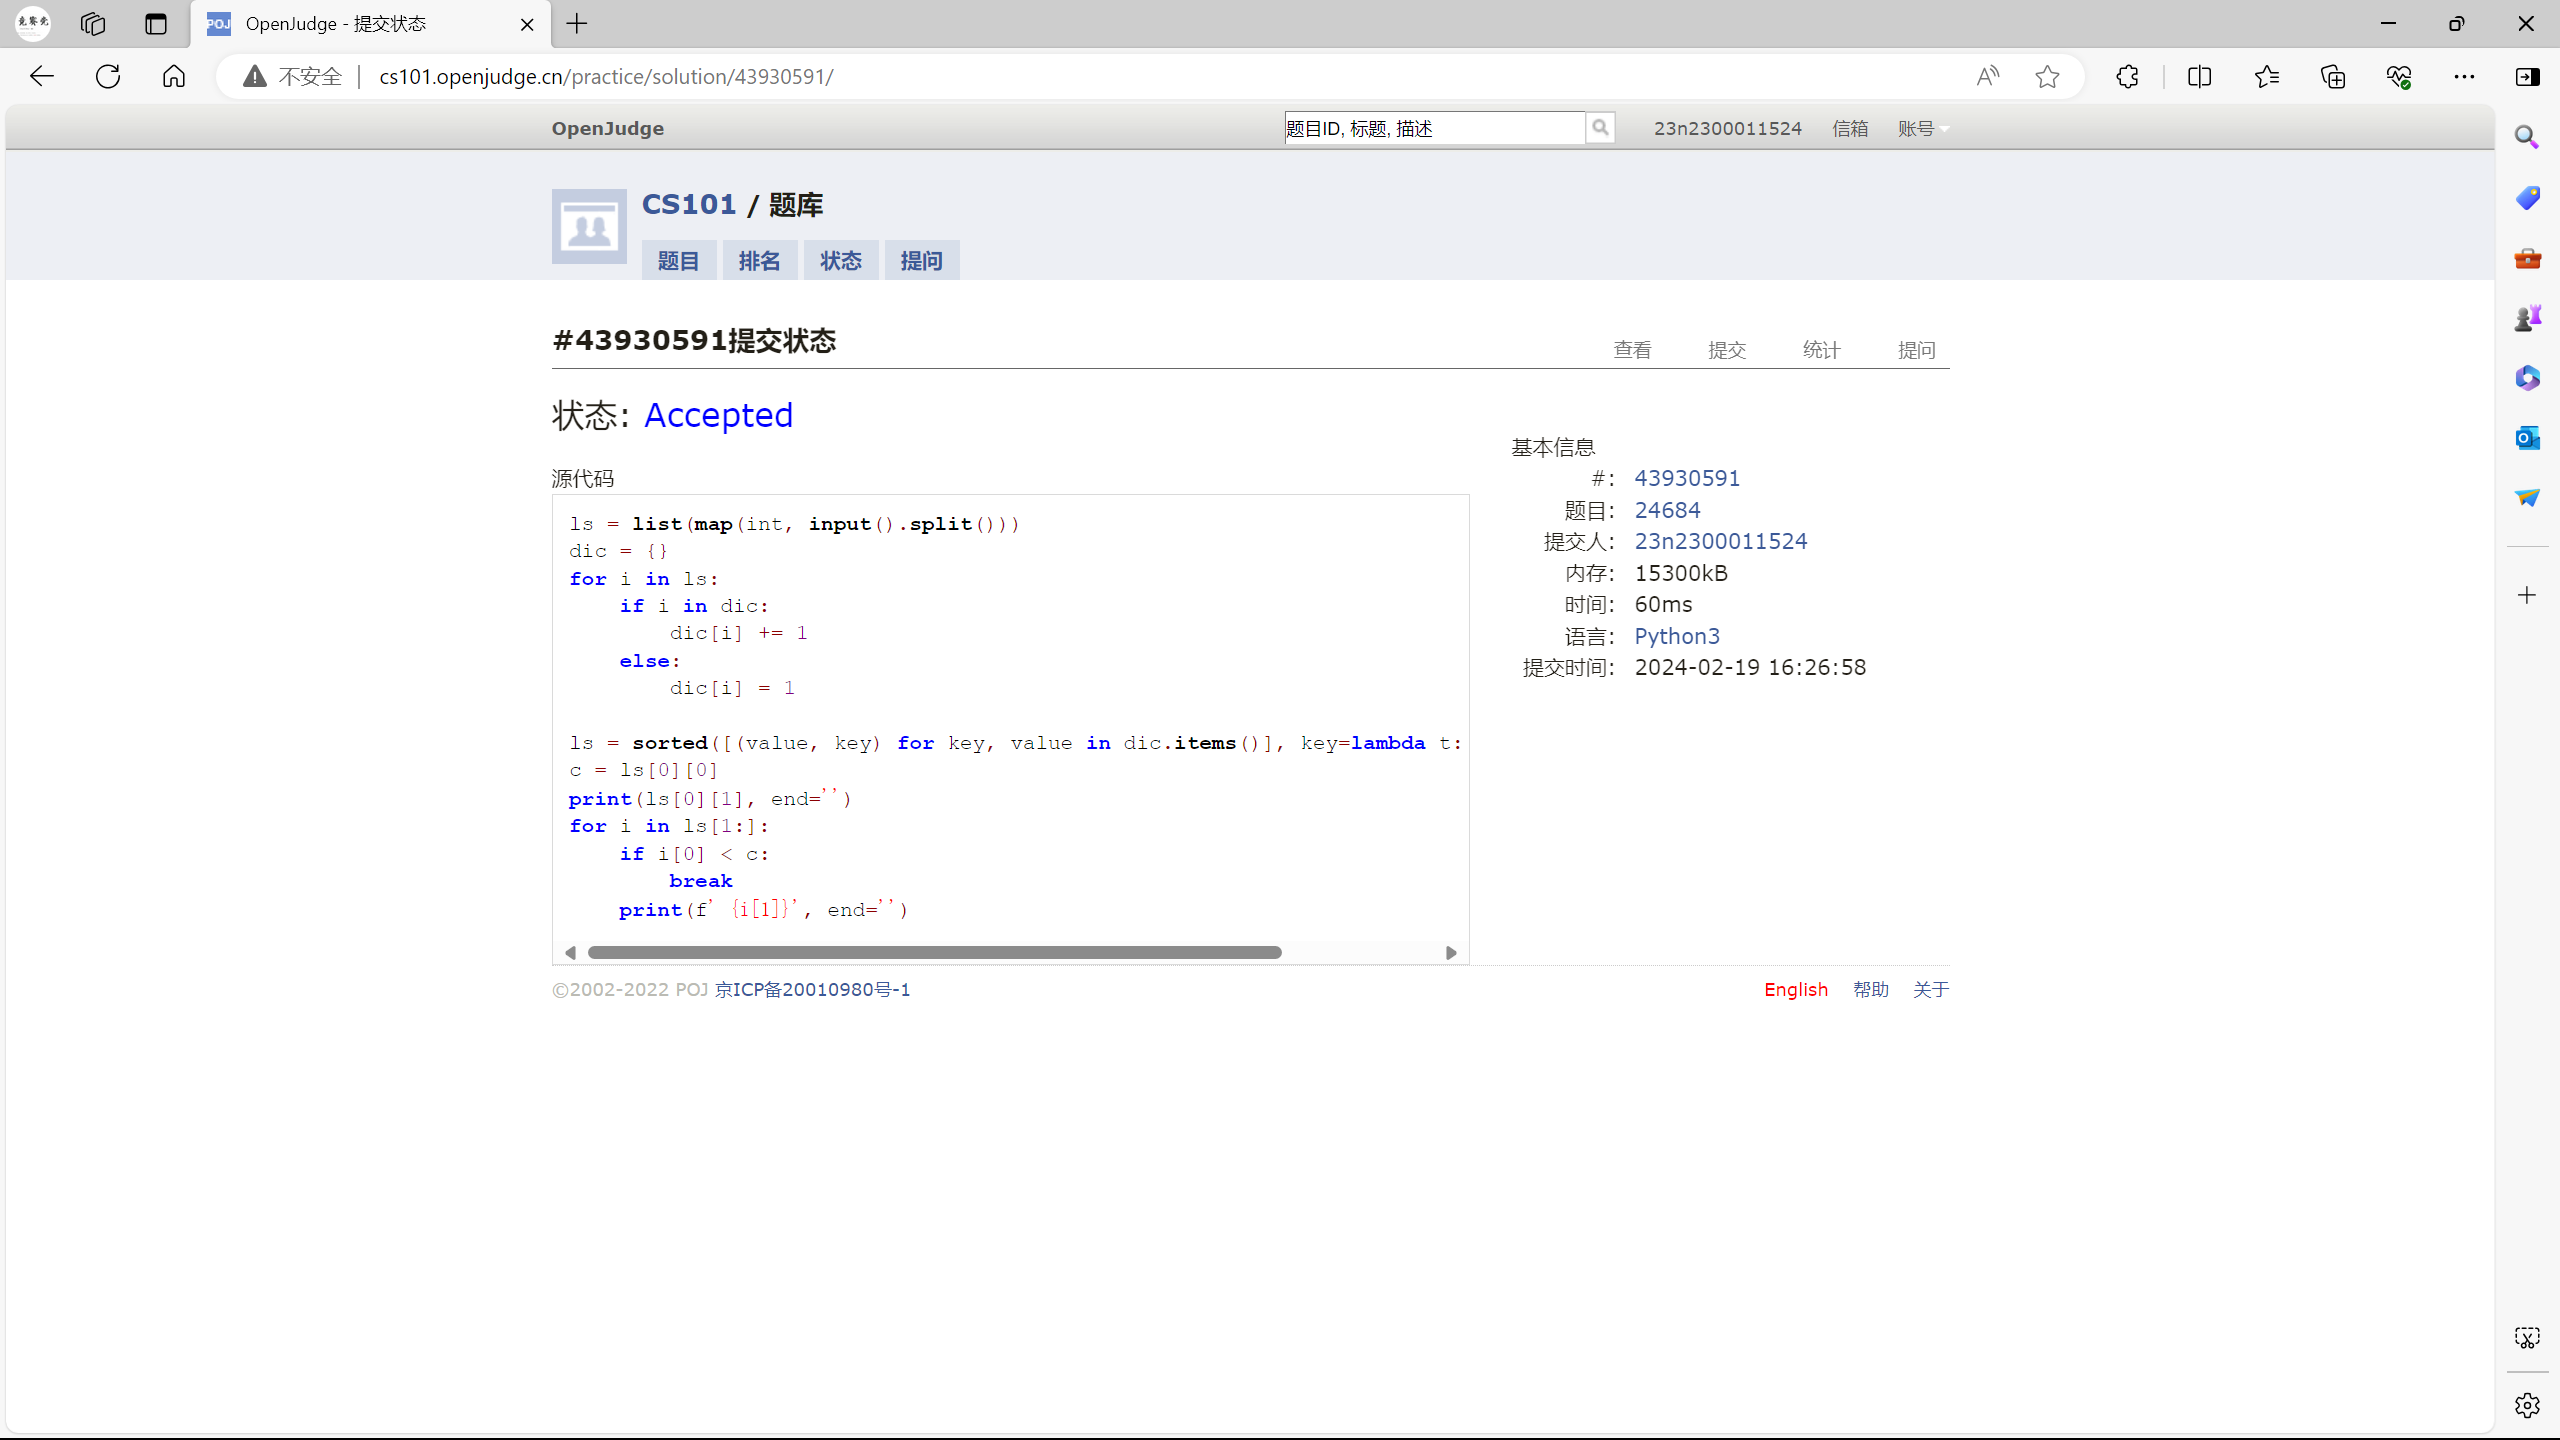 OpenJudge - 提交状态
不安全 | cs101.openjudge.cn/practice/solution/43930591/
OpenJudge
题目ID, 标题, 描述
23n2300011524 信箱 账号
CS101 / 题库
题目 排名 状态 提问
#43930591提交状态
查看 提交 统计 提问
状态: Accepted
源代码
ls = list(map(int, input().split()))
dic = {}
for i in ls:
    if i in dic:
        dic[i] += 1
    else:
        dic[i] = 1
ls = sorted([(value, key) for key, value in dic.items()], key=lambda t:
c = ls[0][0]
print(ls[0][1], end='')
for i in ls[1:]:
    if i[0] < c:
        break
    print(f' {i[1]}', end='')
基本信息
#: 43930591
题目: 24684
提交人: 23n2300011524
内存: 15300kB
时间: 60ms
语言: Python3
提交时间: 2024-02-19 16:26:58
©2002-2022 POJ 京ICP备20010980号-1
English 帮助 关于